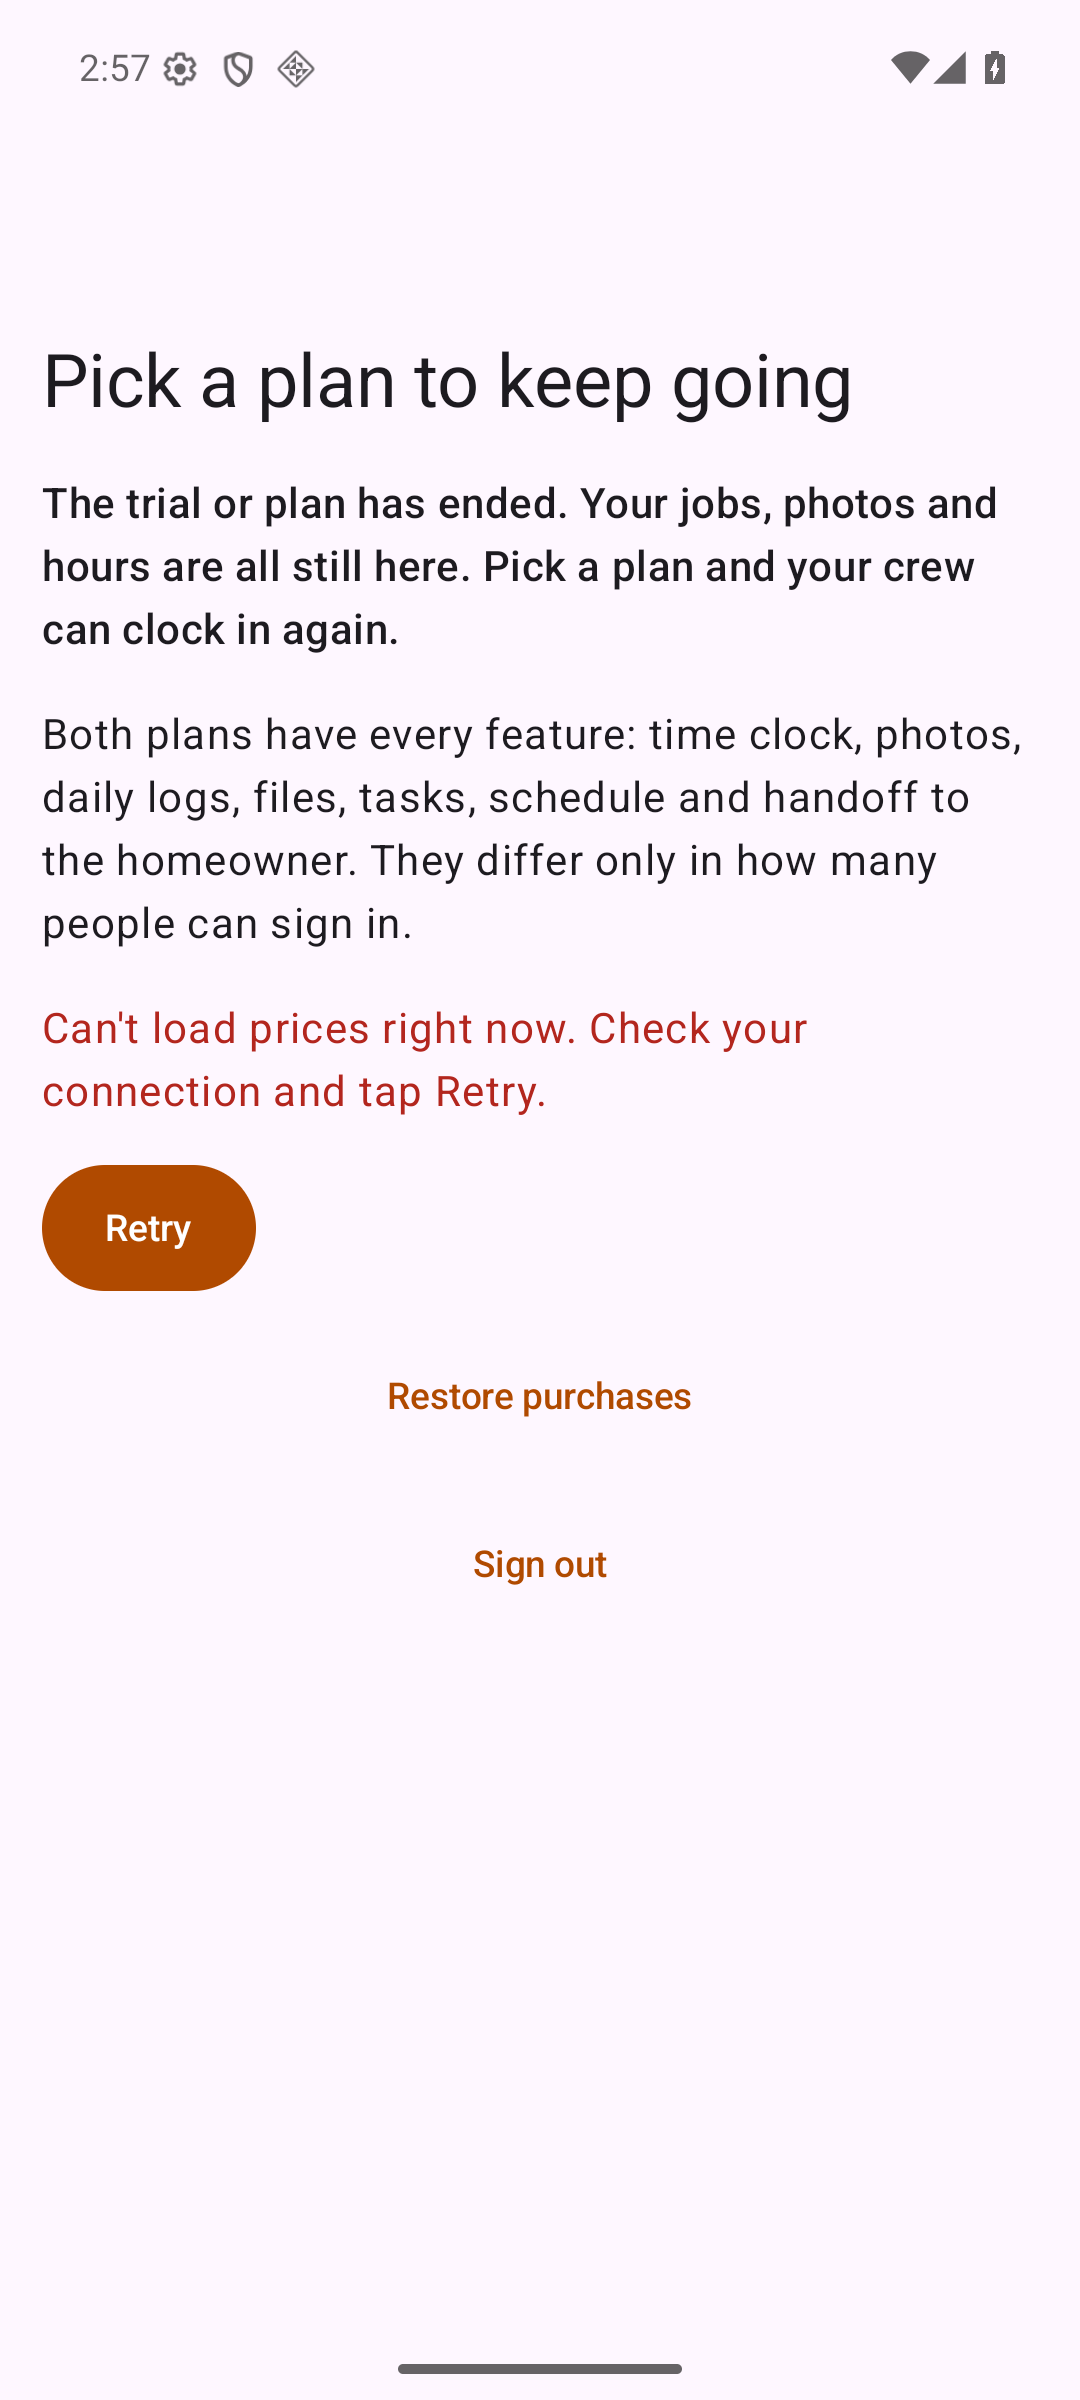 2:57
Pick a plan to keep going
The trial or plan has ended. Your jobs, photos and
hours are all still here. Pick a plan and your crew
can clock in again.
Both plans have every feature: time clock, photos,
daily logs, files, tasks, schedule and handoff to
the homeowner. They differ only in how many
people can sign in.
Can't load prices right now. Check your
connection and tap Retry.
Retry
Restore purchases
Sign out